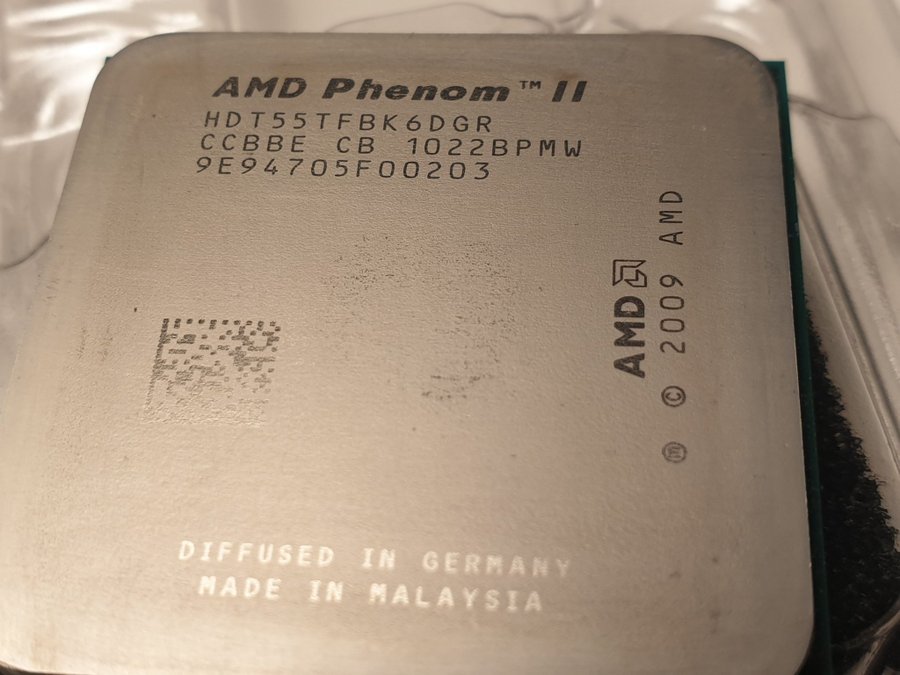 AMD Phenom™ II
HDT55TFBK6DGR
CCBBE CB 1022BPMW
9E94705F00203
AMD
© 2009 AMD
DIFFUSED IN GERMANY
MADE IN MALAYSIA